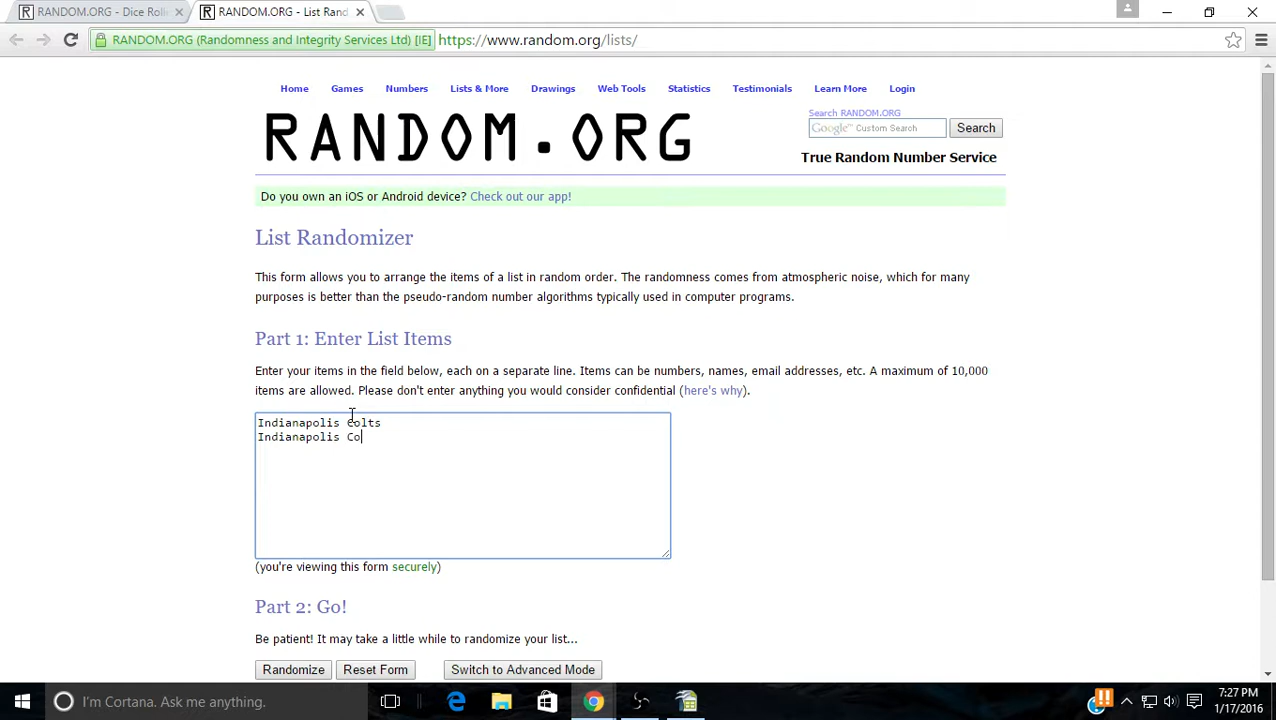 RANDOM.ORG - Dice Rolle
RANDOM.ORG - List Rand
RANDOM.ORG (Randomness and Integrity Services Ltd) [IE]
https://www.random.org/lists/
Home Games Numbers Lists & More Drawings Web Tools Statistics Testimonials Learn More Login
RANDOM.ORG
Search RANDOM.ORG
Google™ Custom Search
Search
True Random Number Service
Do you own an iOS or Android device? Check out our app!
List Randomizer
This form allows you to arrange the items of a list in random order. The randomness comes from atmospheric noise, which for many
purposes is better than the pseudo-random number algorithms typically used in computer programs.
Part 1: Enter List Items
Enter your items in the field below, each on a separate line. Items can be numbers, names, email addresses, etc. A maximum of 10,000
items are allowed. Please don't enter anything you would consider confidential (here's why).
Indianapolis Colts
Indianapolis Co
(you're viewing this form securely)
Part 2: Go!
Be patient! It may take a little while to randomize your list...
Randomize Reset Form Switch to Advanced Mode
I'm Cortana. Ask me anything.
7:27 PM
1/17/2016